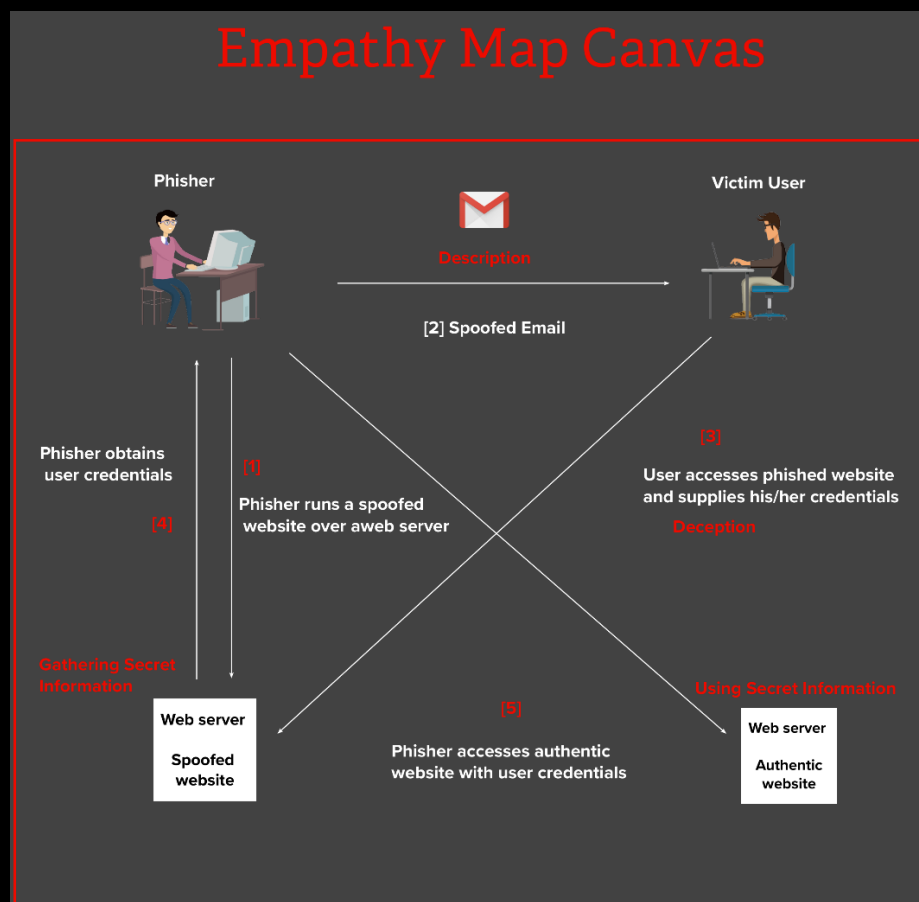 Empathy Map Canvas
Phisher
Victim User
Description
[2] Spoofed Email
[3]
User accesses phished website
and supplies his/her credentials
Deception
Phisher obtains
user credentials
[4]
[1]
Phisher runs a spoofed
website over aweb server
Gathering Secret
Information
Web server
Spoofed
website
[5]
Phisher accesses authentic
website with user credentials
Using Secret Information
Web server
Authentic
website